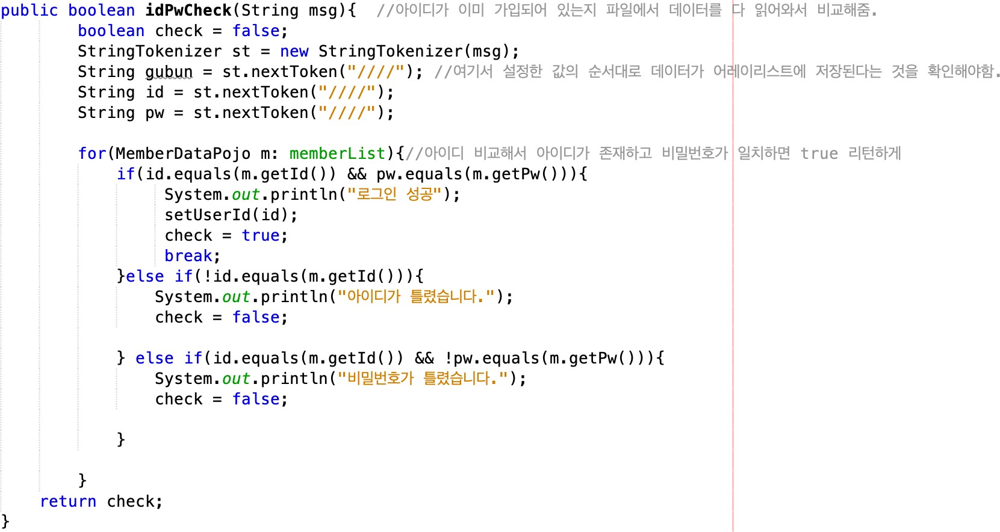 public boolean idPwCheck(String msg){  //아이디가 이미 가입되어 있는지 파일에서 데이터를 다 읽어와서 비교해줌.
        boolean check = false;
        StringTokenizer st = new StringTokenizer(msg);
        String gubun = st.nextToken("////"); //여기서 설정한 값의 순서대로 데이터가 어레이리스트에 저장된다는 것을 확인해야함.
        String id = st.nextToken("////");
        String pw = st.nextToken("////");

        for(MemberDataPojo m: memberList){//아이디 비교해서 아이디가 존재하고 비밀번호가 일치하면 true 리턴하게
            if(id.equals(m.getId()) && pw.equals(m.getPw())){
                 System.out.println("로그인 성공");
                 setUserId(id);
                 check = true;
                 break;
            }else if(!id.equals(m.getId())){
                System.out.println("아이디가 틀렸습니다.");
                check = false;

            } else if(id.equals(m.getId()) && !pw.equals(m.getPw())){
                System.out.println("비밀번호가 틀렸습니다.");
                check = false;

            }

        }
    return check;
}